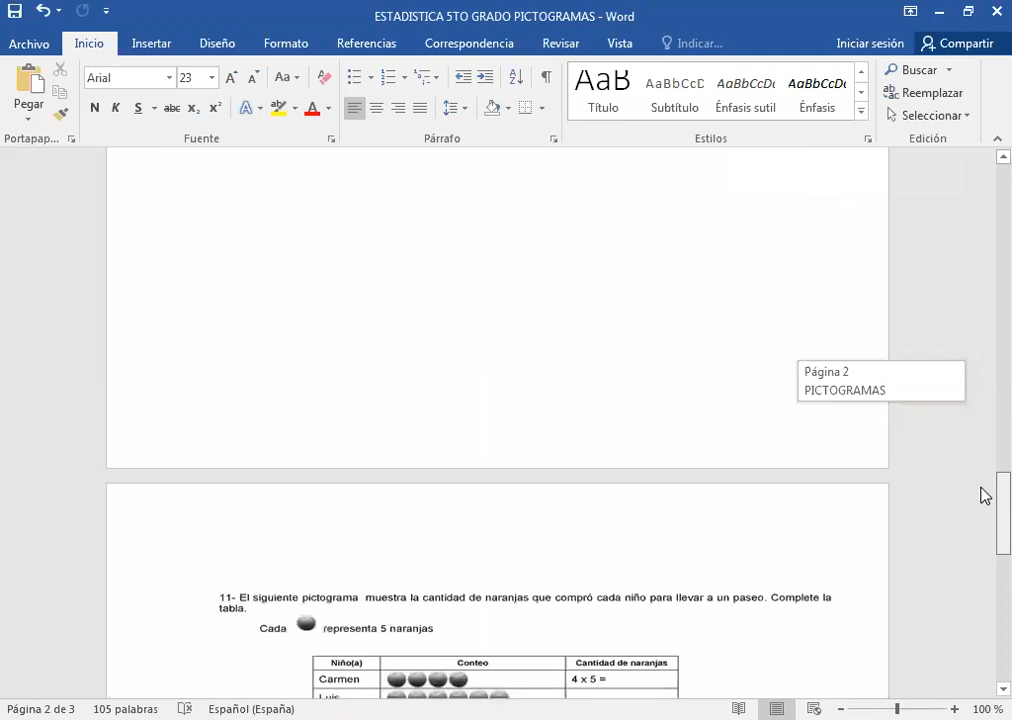 ESTADISTICA 5TO GRADO PICTOGRAMAS - Word
Archivo Inicio Insertar Diseño Formato Referencias Correspondencia Revisar Vista Indicar... Iniciar sesión Compartir
Arial 23 Aa
Pegar
N K S abc x₂ x² A A
AaB AaBbCcD AaBbCcDc AaBbCcDc
Título Subtítulo Énfasis sutil Énfasis
Buscar
Reemplazar
Seleccionar
Portapap... Fuente Párrafo Estilos Edición
Página 2
PICTOGRAMAS
11- El siguiente pictograma muestra la cantidad de naranjas que compró cada niño para llevar a un paseo. Complete la
tabla.
Cada representa 5 naranjas
Niño(a) Conteo Cantidad de naranjas
Carmen 4 x 5 =
Luis
Página 2 de 3 105 palabras Español (España) 100 %